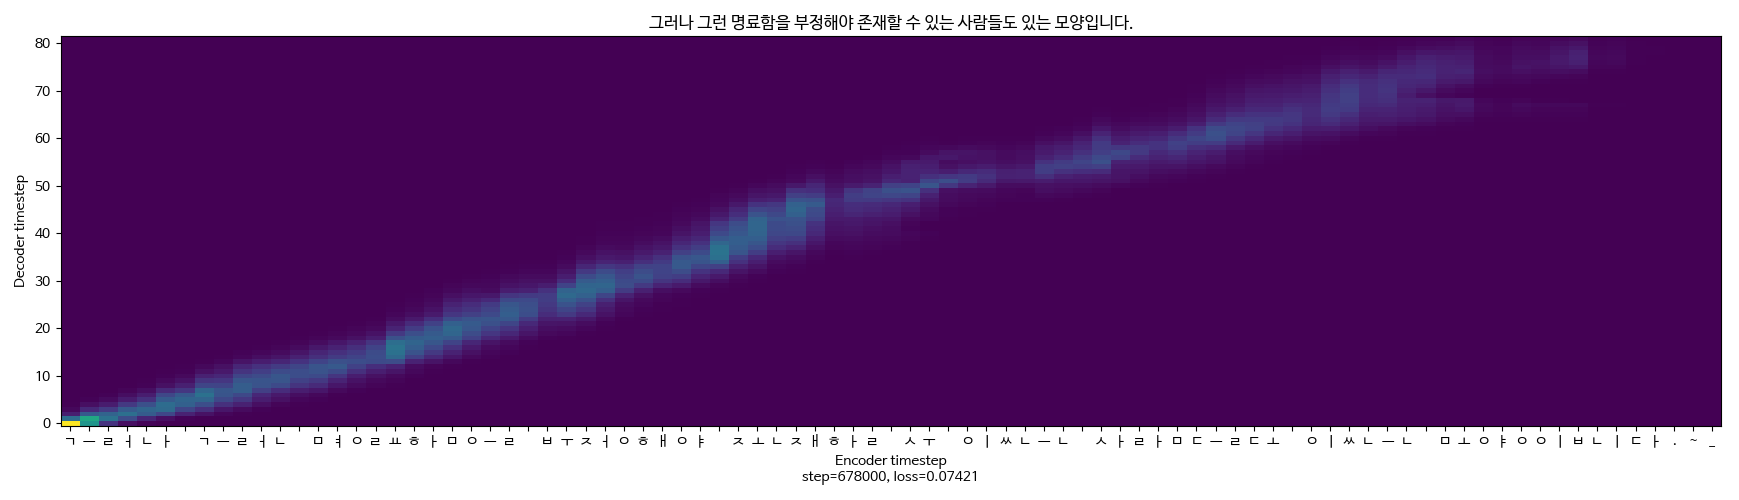 그러나 그런 명료함을 부정해야 존재할 수 있는 사람들도 있는 모양입니다.
80
70
60
50
40
30
20
10
0
Decoder timestep
ㄱ ㅡ ㄹ ㅓ ㄴ ㅏ ㄱ ㅡ ㄹ ㅓ ㄴ ㅁ ㅕ ㅇ ㄹ ㅛ ㅎ ㅏ ㅁ ㅇ ㅡ ㄹ ㅂ ㅜ ㅈ ㅓ ㅇ ㅎ ㅐ ㅇ ㅑ ㅈ ㅗ ㄴ ㅈ ㅐ ㅎ ㅏ ㄹ ㅅ ㅜ ㅇ ㅣ ㅆ ㄴ ㅡ ㄴ ㅅ ㅏ ㄹ ㅏ ㅁ ㄷ ㅡ ㄹ ㄷ ㅗ ㅇ ㅣ ㅆ ㄴ ㅡ ㄴ ㅁ ㅗ ㅇ ㅑ ㅇ ㅇ ㅣ ㅂ ㄴ ㅣ ㄷ ㅏ . ~ _
Encoder timestep
step=678000, loss=0.07421